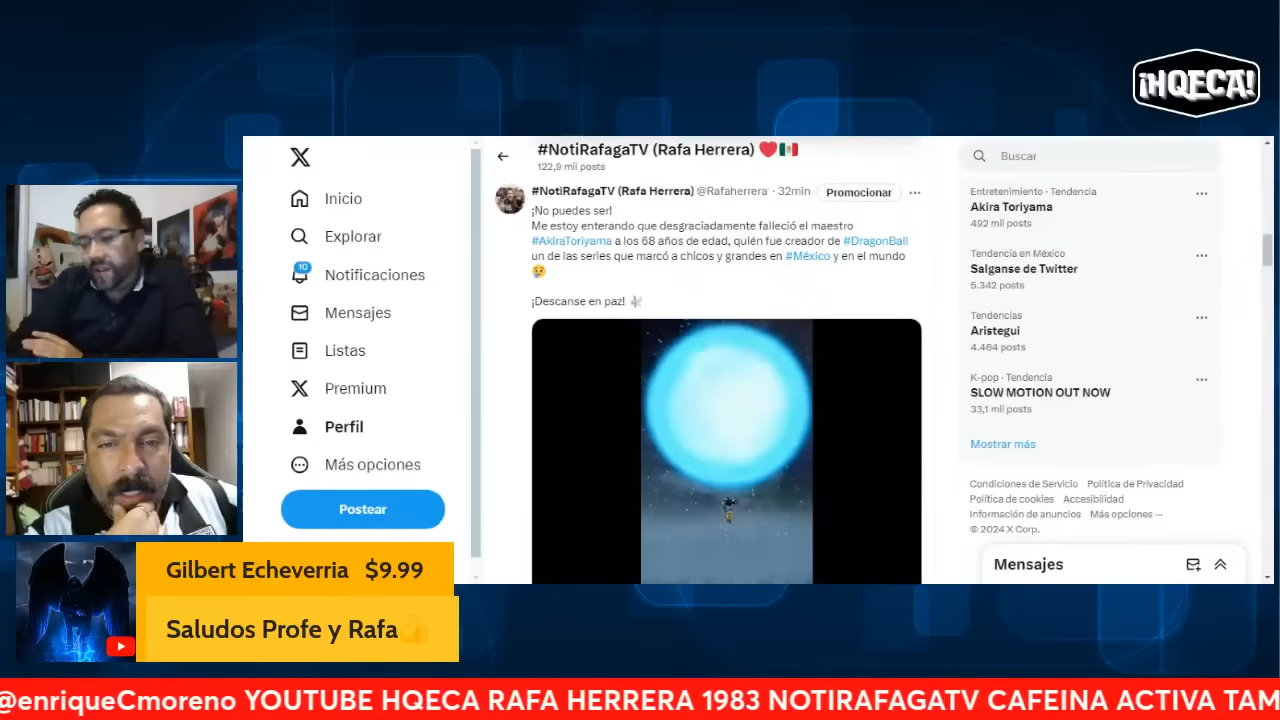 ¡HQECA!
#NotiRafagaTV (Rafa Herrera) ❤️🇲🇽
122,9 mil posts
#NotiRafagaTV (Rafa Herrera) @Rafaherrera · 32min
Promocionar
¡No puedes ser!
Me estoy enterando que desgraciadamente falleció el maestro
#AkiraToriyama a los 68 años de edad, quién fue creador de #DragonBall
un de las series que marcó a chicos y grandes en #México y en el mundo
😢
¡Descanse en paz! 🕊️
Inicio
Explorar
10
Notificaciones
Mensajes
Listas
Premium
Perfil
Más opciones
Postear
Buscar
Entretenimiento · Tendencia
Akira Toriyama
492 mil posts
Tendencia en México
Salganse de Twitter
5.342 posts
Tendencias
Aristegui
4.464 posts
K-pop · Tendencia
SLOW MOTION OUT NOW
33,1 mil posts
Mostrar más
Condiciones de Servicio Política de Privacidad
Política de cookies Accesibilidad
Información de anuncios Más opciones ···
© 2024 X Corp.
Mensajes
Gilbert Echeverria $9.99
Saludos Profe y Rafa👍
@enriqueCmoreno YOUTUBE HQECA RAFA HERRERA 1983 NOTIRAFAGATV CAFEINA ACTIVA TAM